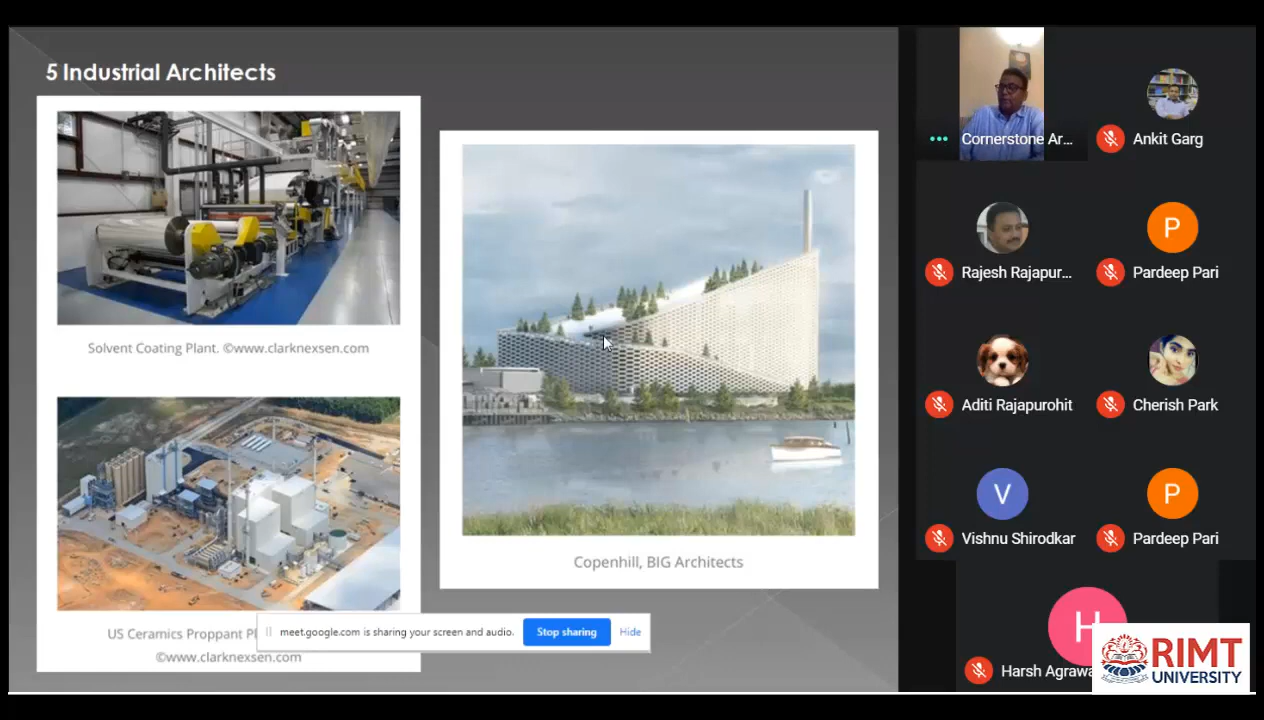 5 Industrial Architects
Solvent Coating Plant. ©www.clarknexsen.com
US Ceramics Proppant Pl
©www.clarknexsen.com
Copenhill, BIG Architects
meet.google.com is sharing your screen and audio.
Stop sharing
Hide
Cornerstone Ar...
Ankit Garg
Rajesh Rajapur...
P
Pardeep Pari
Aditi Rajapurohit
Cherish Park
V
Vishnu Shirodkar
P
Pardeep Pari
H
Harsh Agrawa
RIMT
UNIVERSITY